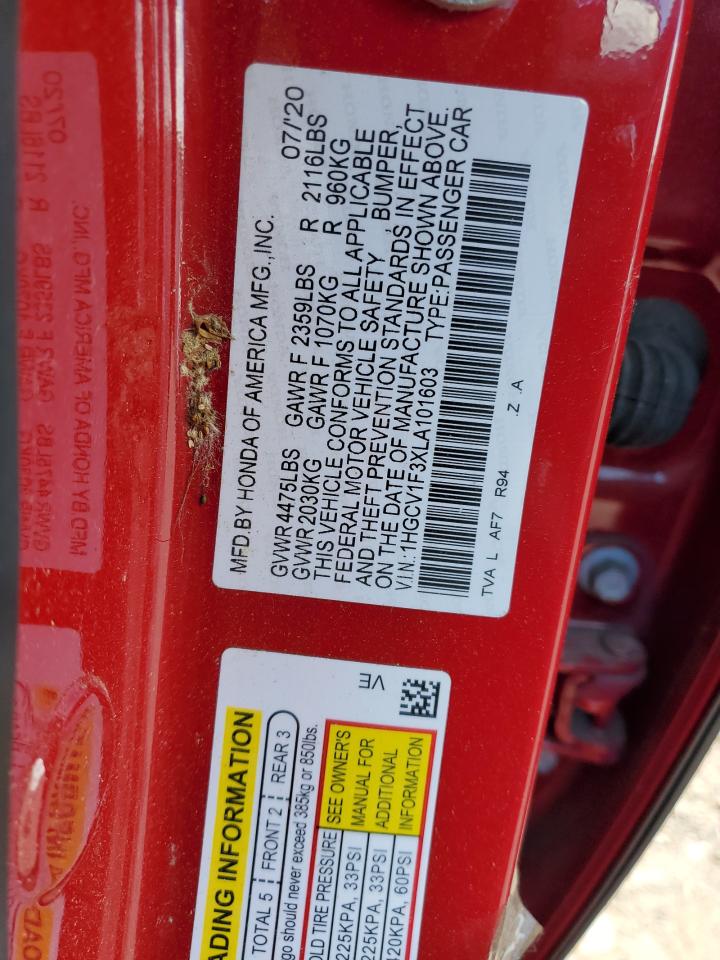 MFD.BY HONDA OF AMERICA MFG.,INC. 07/'20
GVWR 4475LBS GAWR F 2359LBS R 2116LBS
GVWR 2030KG GAWR F 1070KG R 960KG
THIS VEHICLE CONFORMS TO ALL APPLICABLE
FEDERAL MOTOR VEHICLE SAFETY, BUMPER,
AND THEFT PREVENTION STANDARDS IN EFFECT
ON THE DATE OF MANUFACTURE SHOWN ABOVE.
V.I.N.:1HGCV1F3XLA101603 TYPE:PASSENGER CAR
TVA L AF7 R94 .Z .A
ADING INFORMATION
TOTAL 5 FRONT 2 REAR 3
go should never exceed 385kg or 850lbs.
OLD TIRE PRESSURE
225KPA, 33PSI
225KPA, 33PSI
420KPA, 60PSI
SEE OWNER'S
MANUAL FOR
ADDITIONAL
INFORMATION
VE